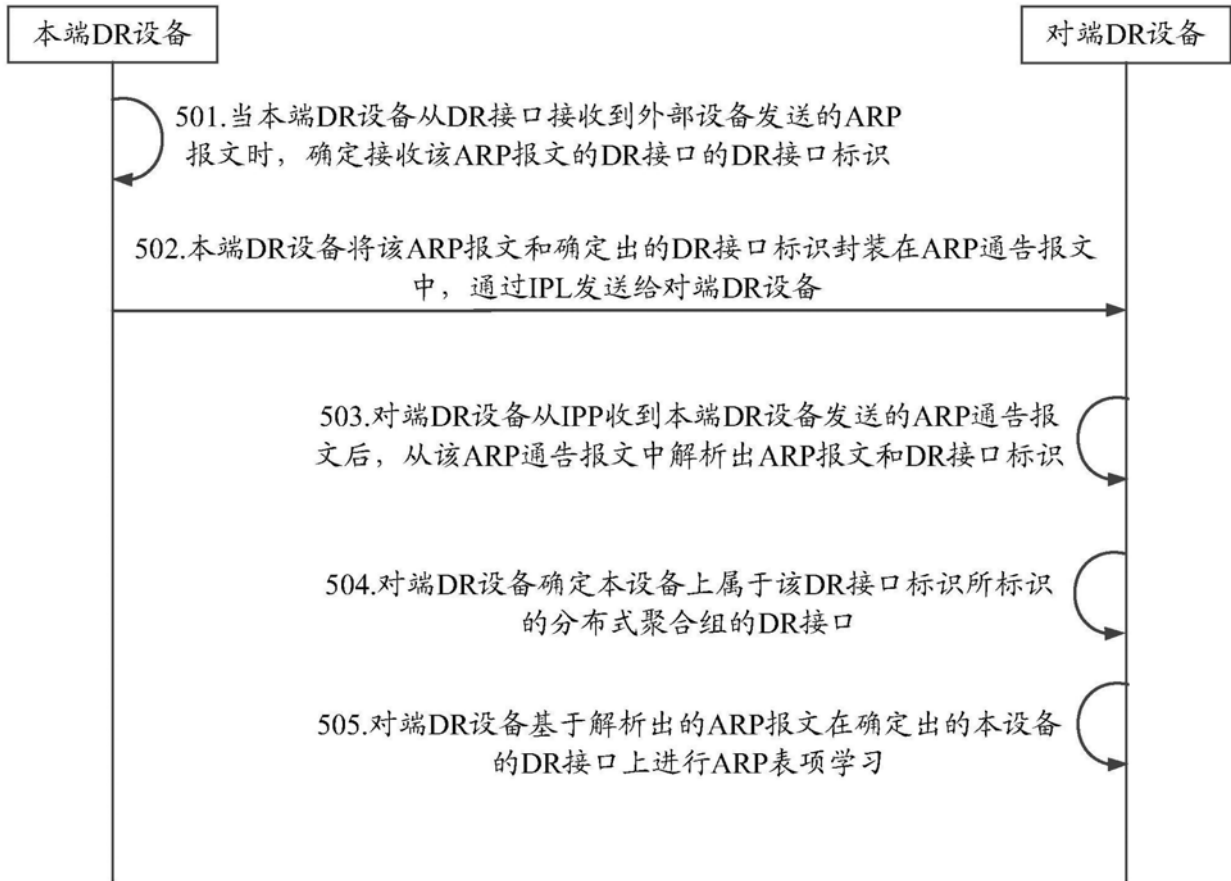 本端DR设备
对端DR设备
501.当本端DR设备从DR接口接收到外部设备发送的ARP
报文时，确定接收该ARP报文的DR接口的DR接口标识
502.本端DR设备将该ARP报文和确定出的DR接口标识封装在ARP通告报文
中，通过IPL发送给对端DR设备
503.对端DR设备从IPP收到本端DR设备发送的ARP通告报
文后，从该ARP通告报文中解析出ARP报文和DR接口标识
504.对端DR设备确定本设备上属于该DR接口标识所标识
的分布式聚合组的DR接口
505.对端DR设备基于解析出的ARP报文在确定出的本设备
的DR接口上进行ARP表项学习